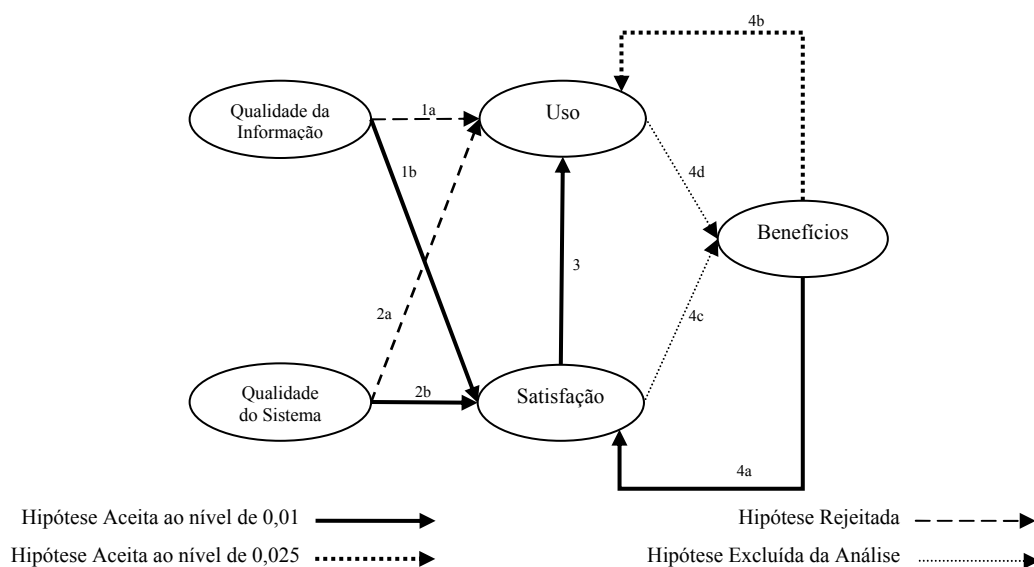 4b
Qualidade da
Informação
1a
Uso
1b
4d
Benefícios
3
2a
4c
Qualidade
do Sistema
2b
Satisfação
4a
Hipótese Aceita ao nível de 0,01
Hipótese Rejeitada
Hipótese Aceita ao nível de 0,025
Hipótese Excluída da Análise